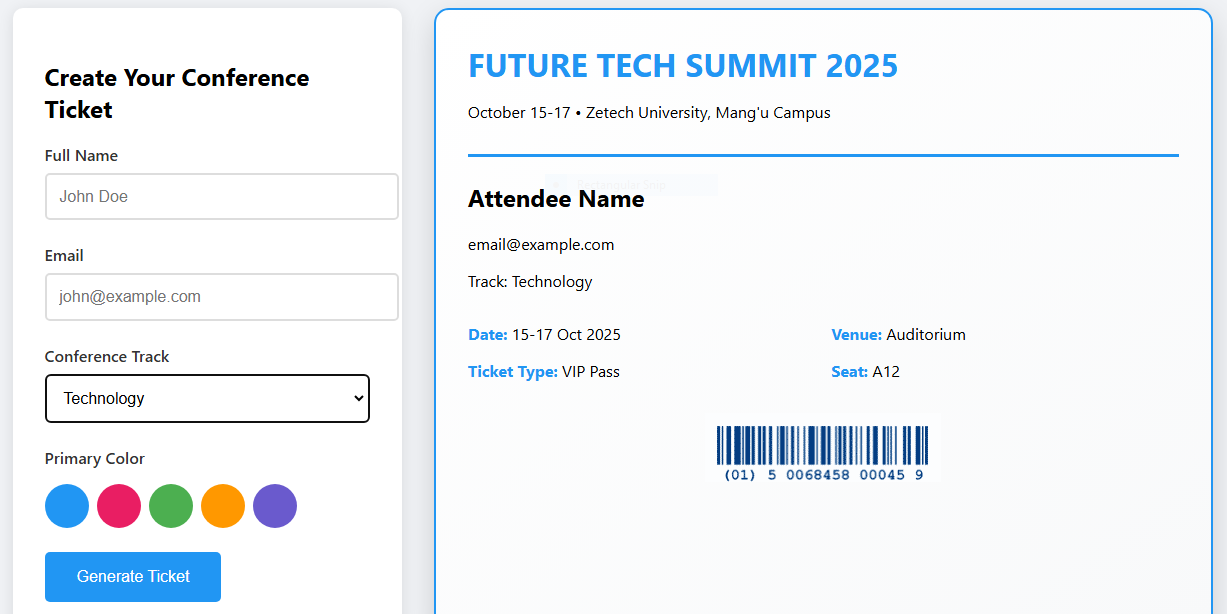 Create Your Conference
Ticket
Full Name
John Doe
Email
john@example.com
Conference Track
Technology
Primary Color
Generate Ticket
FUTURE TECH SUMMIT 2025
October 15-17 • Zetech University, Mang'u Campus
Attendee Name
email@example.com
Track: Technology
Date: 15-17 Oct 2025
Venue: Auditorium
Ticket Type: VIP Pass
Seat: A12
(01) 5 0068458 00045 9